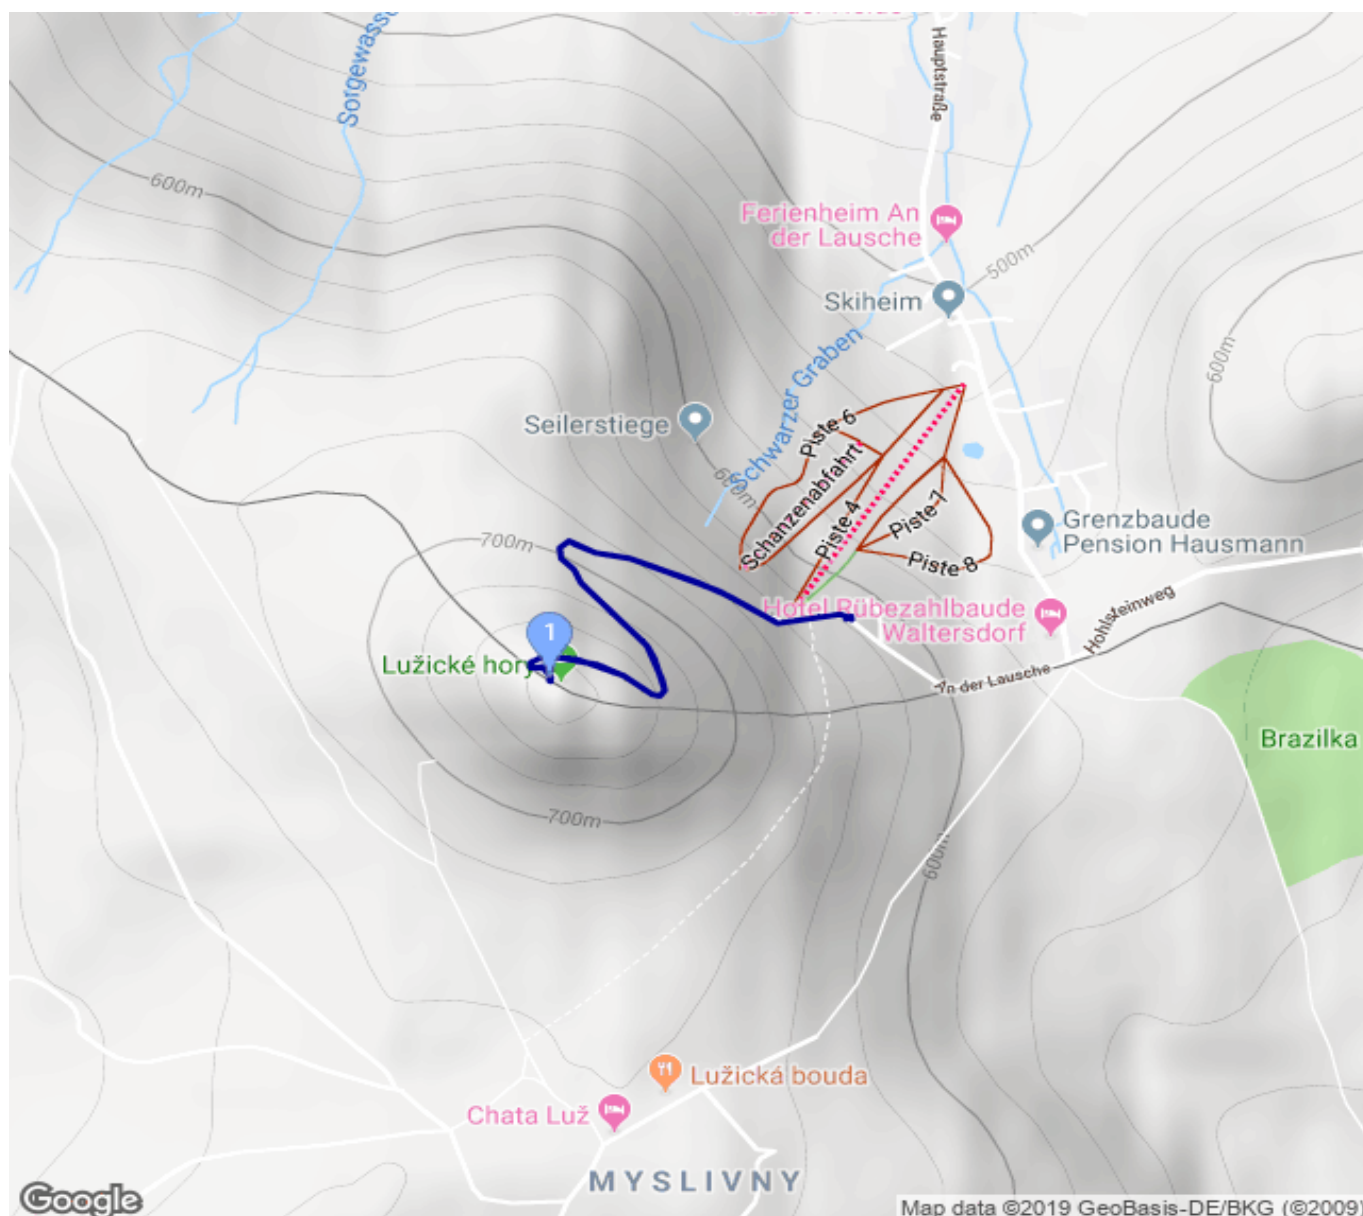 Hauptstraße
Sorgewasser
600m
Ferienheim An
der Lausche
500m
Skiheim
600m
Schwarzer Graben
Seilerstiege
Piste 6
Schanzenabfahrt
600m
Piste 4
Piste 7
Piste 8
Grenzbaude
Pension Hausmann
700m
Hotel Rübezahlbaude
Waltersdorf
Hohlsteinweg
1
Lužické hory
An der Lausche
Brazilka
700m
600m
Lužická bouda
Chata Luž
MYSLIVNY
Google
Map data ©2019 GeoBasis-DE/BKG (©2009)